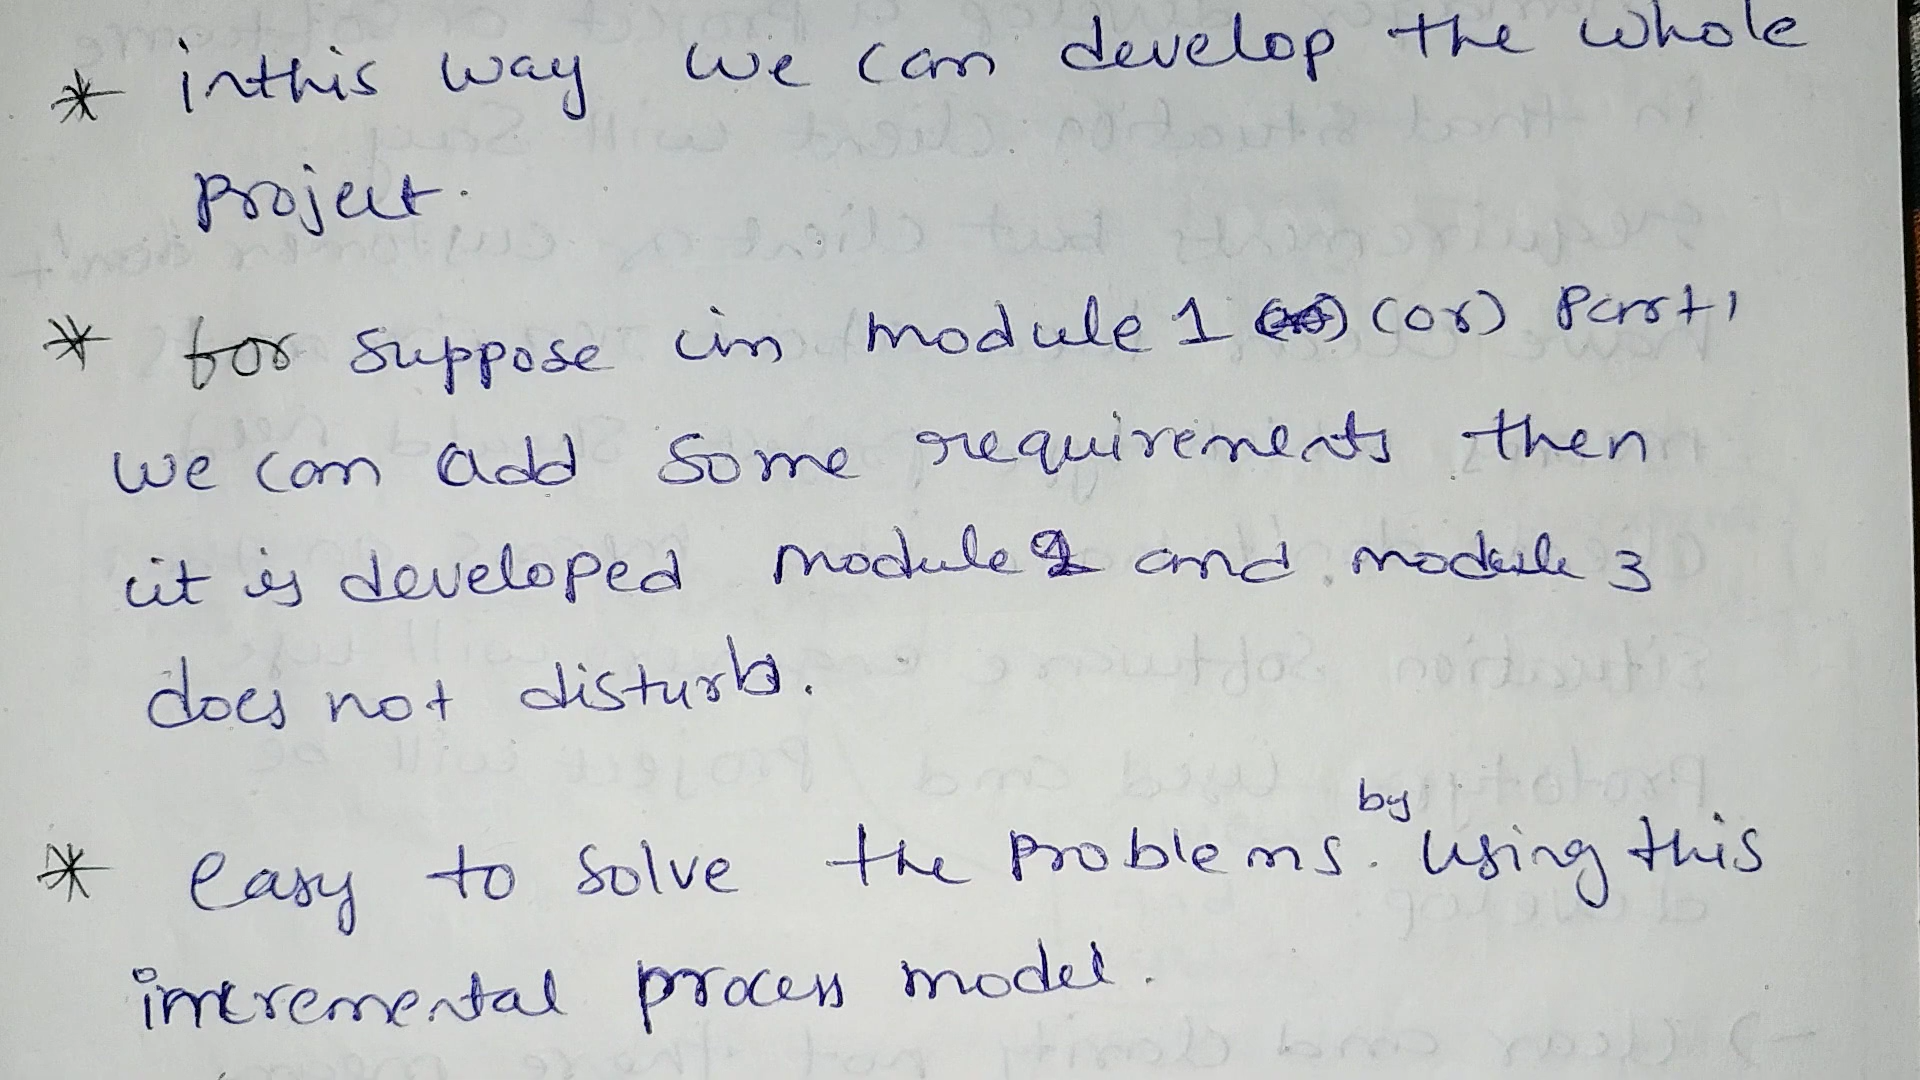 * inthis way we can develop the whole
project.
* for suppose in module 1 (or) part 1
we can add some requirements then
it is developed module 2 and module 3
does not disturb.
* easy to solve the problems. by using this
incremental process model.